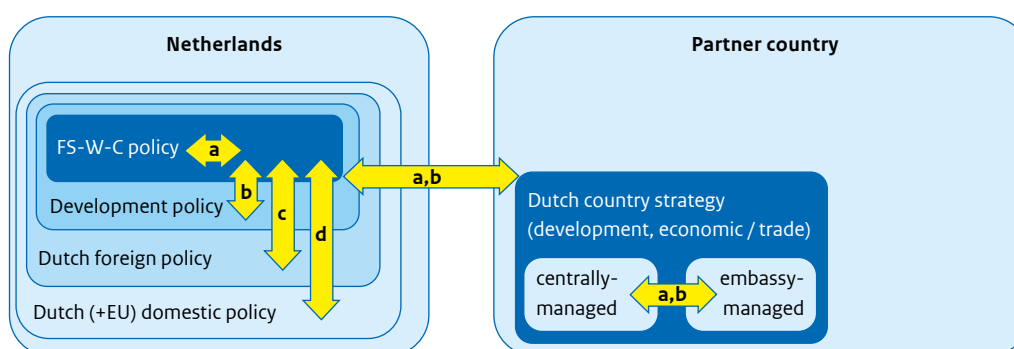 Netherlands
FS-W-C policy
a
b
c
d
Development policy
Dutch foreign policy
Dutch (+EU) domestic policy
a,b
Partner country
Dutch country strategy
(development, economic / trade)
centrally-
managed
a,b
embassy-
managed